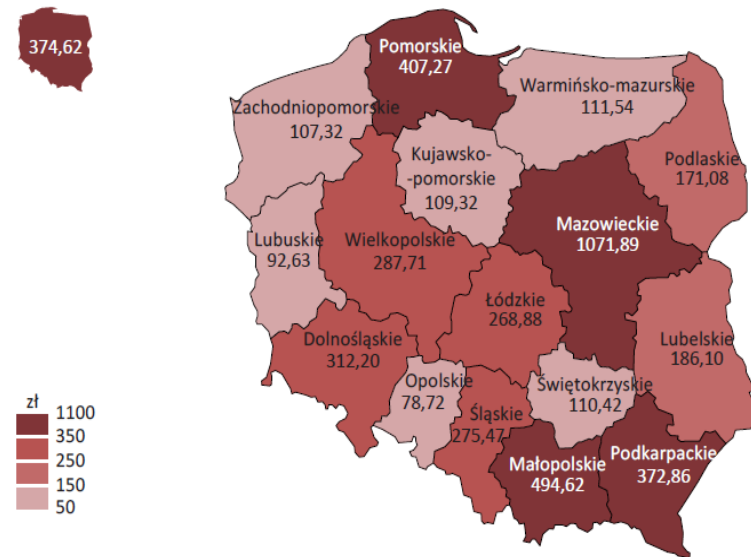 374,62
Pomorskie
407,27
Warmińsko-mazurskie
111,54
Zachodniopomorskie
107,32
Kujawsko-
-pomorskie
109,32
Podlaskie
171,08
Mazowieckie
1071,89
Lubuskie
92,63
Wielkopolskie
287,71
Łódzkie
268,88
Dolnośląskie
312,20
Lubelskie
186,10
Opolskie
78,72
Świętokrzyskie
110,42
Śląskie
275,47
Małopolskie
494,62
Podkarpackie
372,86
zł
1100
350
250
150
50